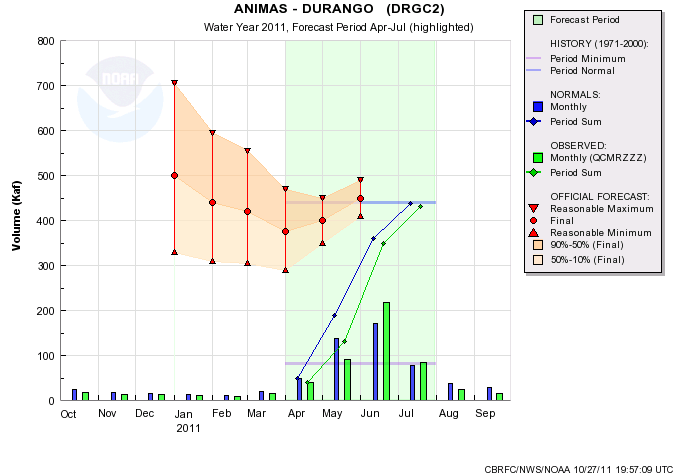 ANIMAS - DURANGO (DRGC2)
Water Year 2011, Forecast Period Apr-Jul (highlighted)
Volume (Kaf)
800
700
600
500
400
300
200
100
0
NOAA
Oct Nov Dec Jan Feb Mar Apr May Jun Jul Aug Sep
2011
Forecast Period
HISTORY (1971-2000):
Period Minimum
Period Normal
NORMALS:
Monthly
Period Sum
OBSERVED:
Monthly (QCMRZZZ)
Period Sum
OFFICIAL FORECAST:
Reasonable Maximum
Final
Reasonable Minimum
90%-50% (Final)
50%-10% (Final)
CBRFC/NWS/NOAA 10/27/11 19:57:09 UTC